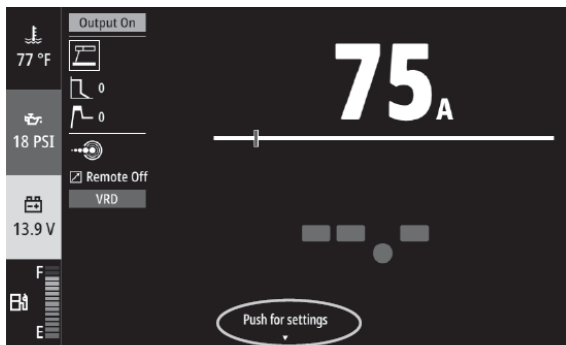 77 °F
18 PSI
13.9 V
F
E
Output On
0
0
Remote Off
VRD
75A
Push for settings